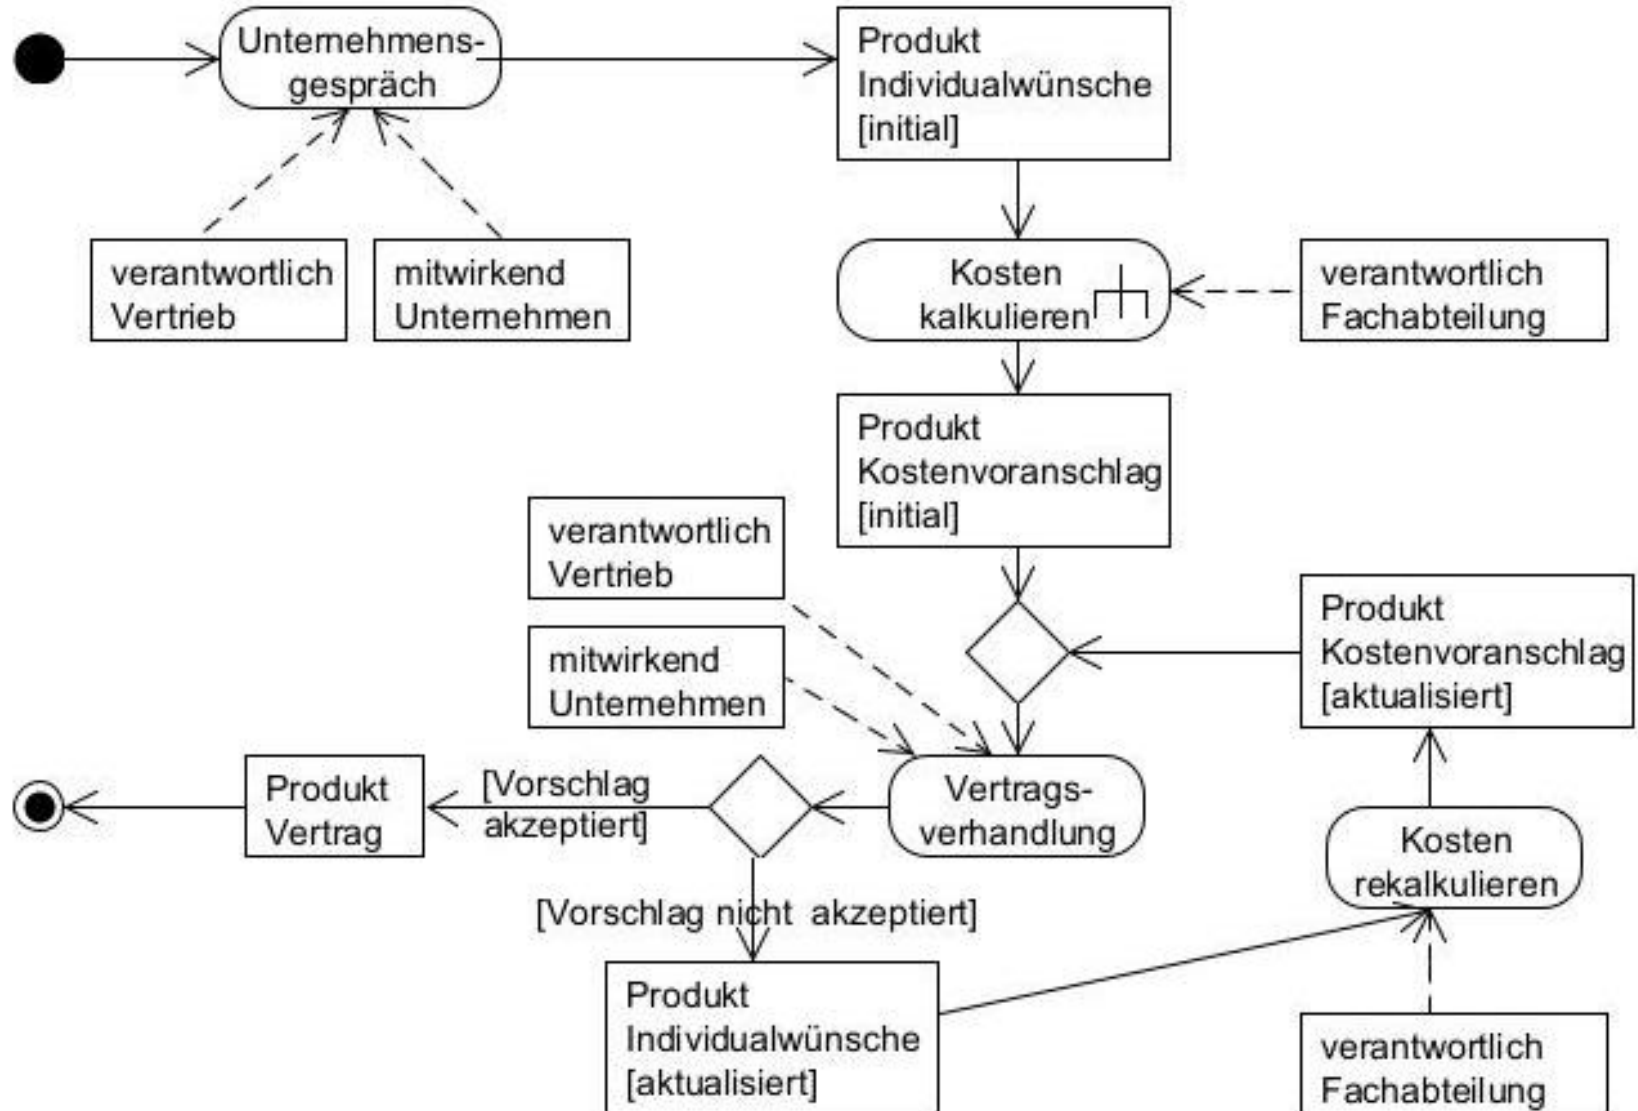 Unternehmens-
gespräch
Produkt
Individualwünsche
[initial]
verantwortlich
Vertrieb
mitwirkend
Unternehmen
Kosten
kalkulieren
verantwortlich
Fachabteilung
Produkt
Kostenvoranschlag
[initial]
verantwortlich
Vertrieb
mitwirkend
Unternehmen
Produkt
Kostenvoranschlag
[aktualisiert]
Produkt
Vertrag
[Vorschlag
akzeptiert]
Vertrags-
verhandlung
Kosten
rekalkulieren
[Vorschlag nicht akzeptiert]
Produkt
Individualwünsche
[aktualisiert]
verantwortlich
Fachabteilung